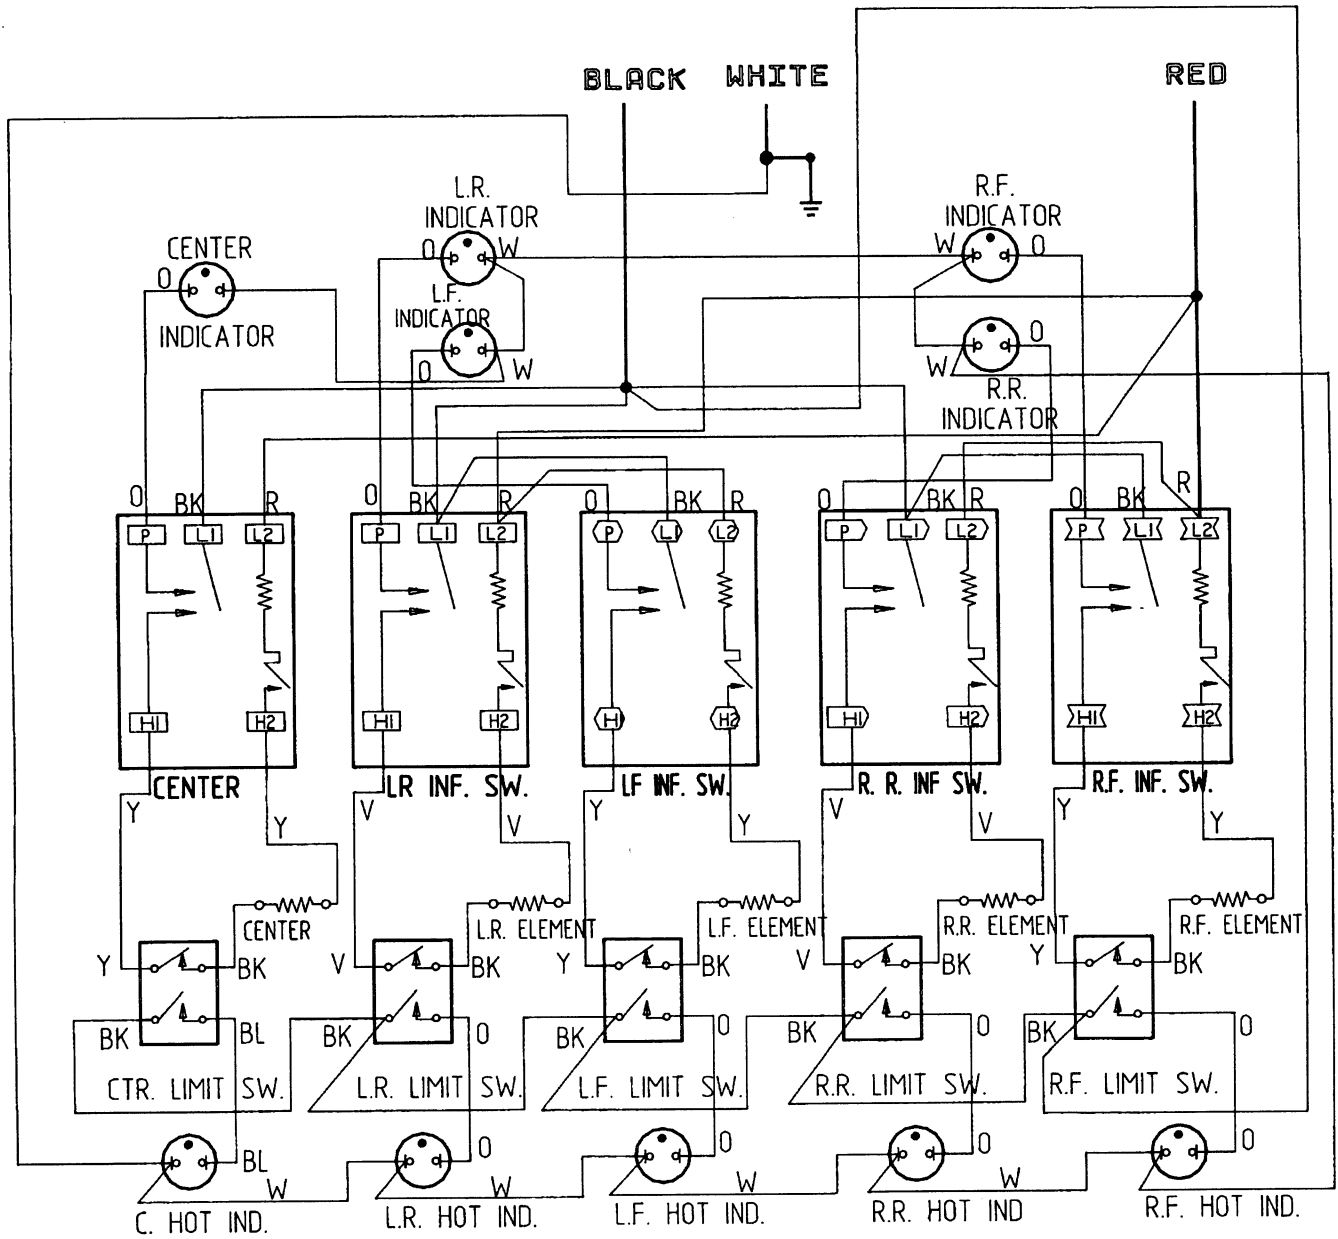 BLACK WHITE RED
L.R. INDICATOR
R.F. INDICATOR
CENTER INDICATOR
L.F. INDICATOR
R.R. INDICATOR
O O W W O
O O W W O
O BK R O BK R O BK R O BK R O BK R
P L1 L2 P L1 L2 P L1 L2 P L1 L2 P L1 L2
H1 H2 H1 H2 H H2 H1 H2 H1 H2
CENTER LR INF. SW. LF INF. SW. R. R. INF SW. R.F. INF. SW.
Y Y V V Y Y V V Y Y
CENTER L.R. ELEMENT L.F. ELEMENT R.R. ELEMENT R.F. ELEMENT
Y BK V BK Y BK V BK Y BK
BK BL BK O BK O BK O BK O
CTR. LIMIT SW. L.R. LIMIT SW. L.F. LIMIT SW. R.R. LIMIT SW. R.F. LIMIT SW.
BL O O O O
W W W W
C. HOT IND. L.R. HOT IND. L.F. HOT IND. R.R. HOT IND R.F. HOT IND.